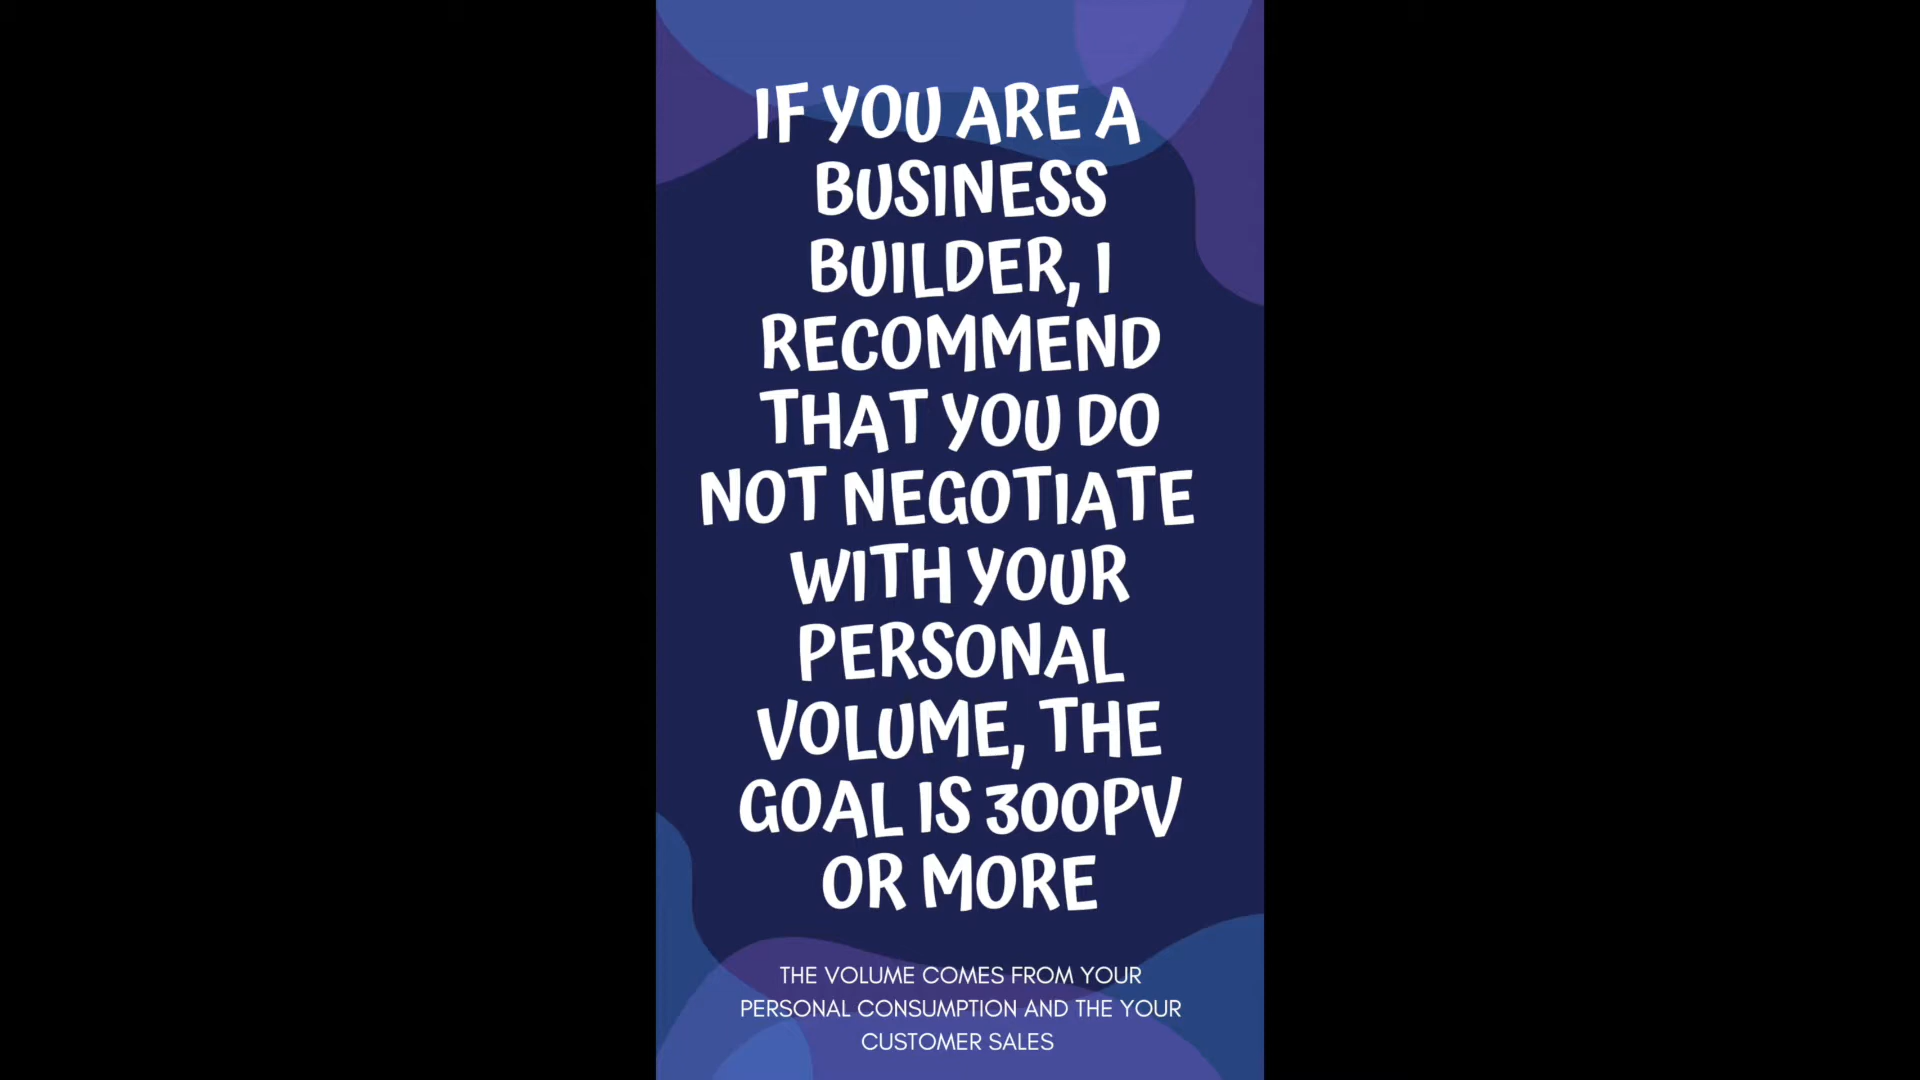 IF YOU ARE A
BUSINESS
BUILDER, I
RECOMMEND
THAT YOU DO
NOT NEGOTIATE
WITH YOUR
PERSONAL
VOLUME, THE
GOAL IS 300PV
OR MORE
THE VOLUME COMES FROM YOUR
PERSONAL CONSUMPTION AND THE YOUR
CUSTOMER SALES